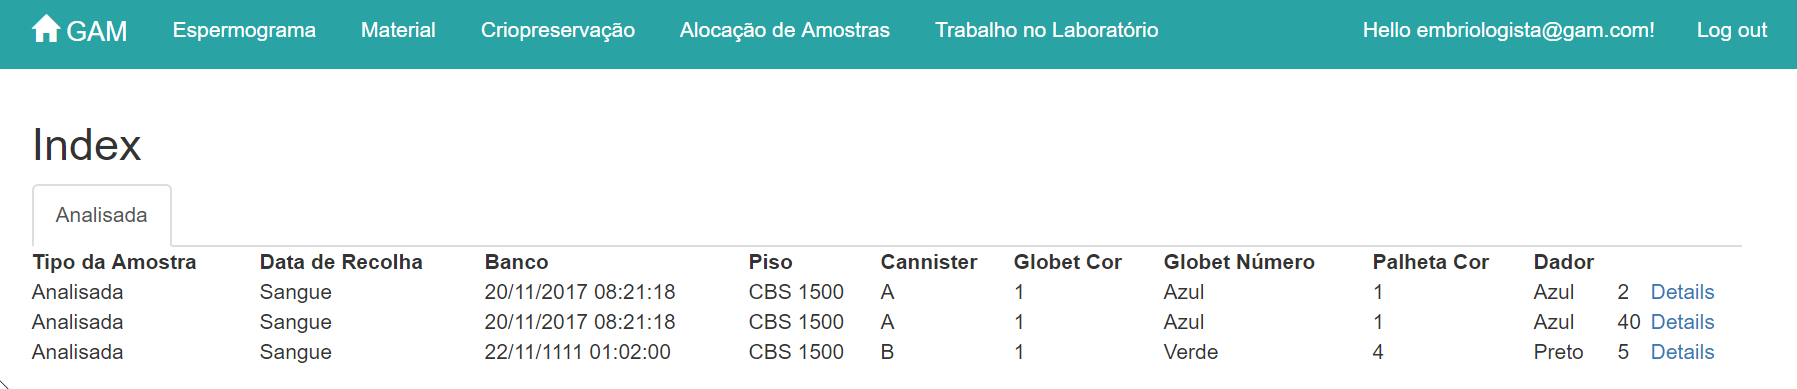 GAM Espermograma Material Criopreservação Alocação de Amostras Trabalho no Laboratório Hello embriologista@gam.com! Log out
Index
Analisada
Tipo da Amostra Data de Recolha Banco Piso Cannister Globet Cor Globet Número Palheta Cor Dador
Analisada Sangue 20/11/2017 08:21:18 CBS 1500 A 1 Azul 1 Azul 2 Details
Analisada Sangue 20/11/2017 08:21:18 CBS 1500 A 1 Azul 1 Azul 40 Details
Analisada Sangue 22/11/1111 01:02:00 CBS 1500 B 1 Verde 4 Preto 5 Details